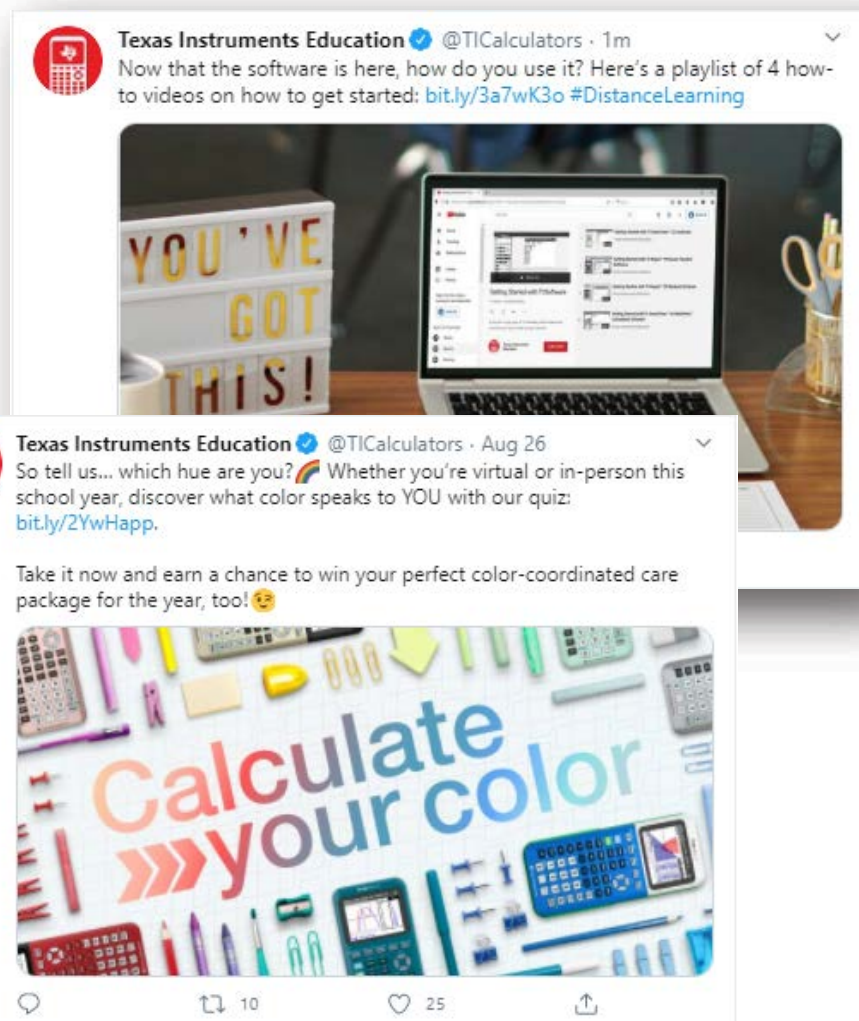 Texas Instruments Education @TICalculators · 1m
Now that the software is here, how do you use it? Here's a playlist of 4 how-
to videos on how to get started: bit.ly/3a7wK3o #DistanceLearning
YOU'VE
GOT
THIS!
Texas Instruments Education @TICalculators · Aug 26
So tell us... which hue are you?🌈 Whether you're virtual or in-person this
school year, discover what color speaks to YOU with our quiz:
bit.ly/2YwHapp.
Take it now and earn a chance to win your perfect color-coordinated care
package for the year, too!😉
Calculate
your color
10
25